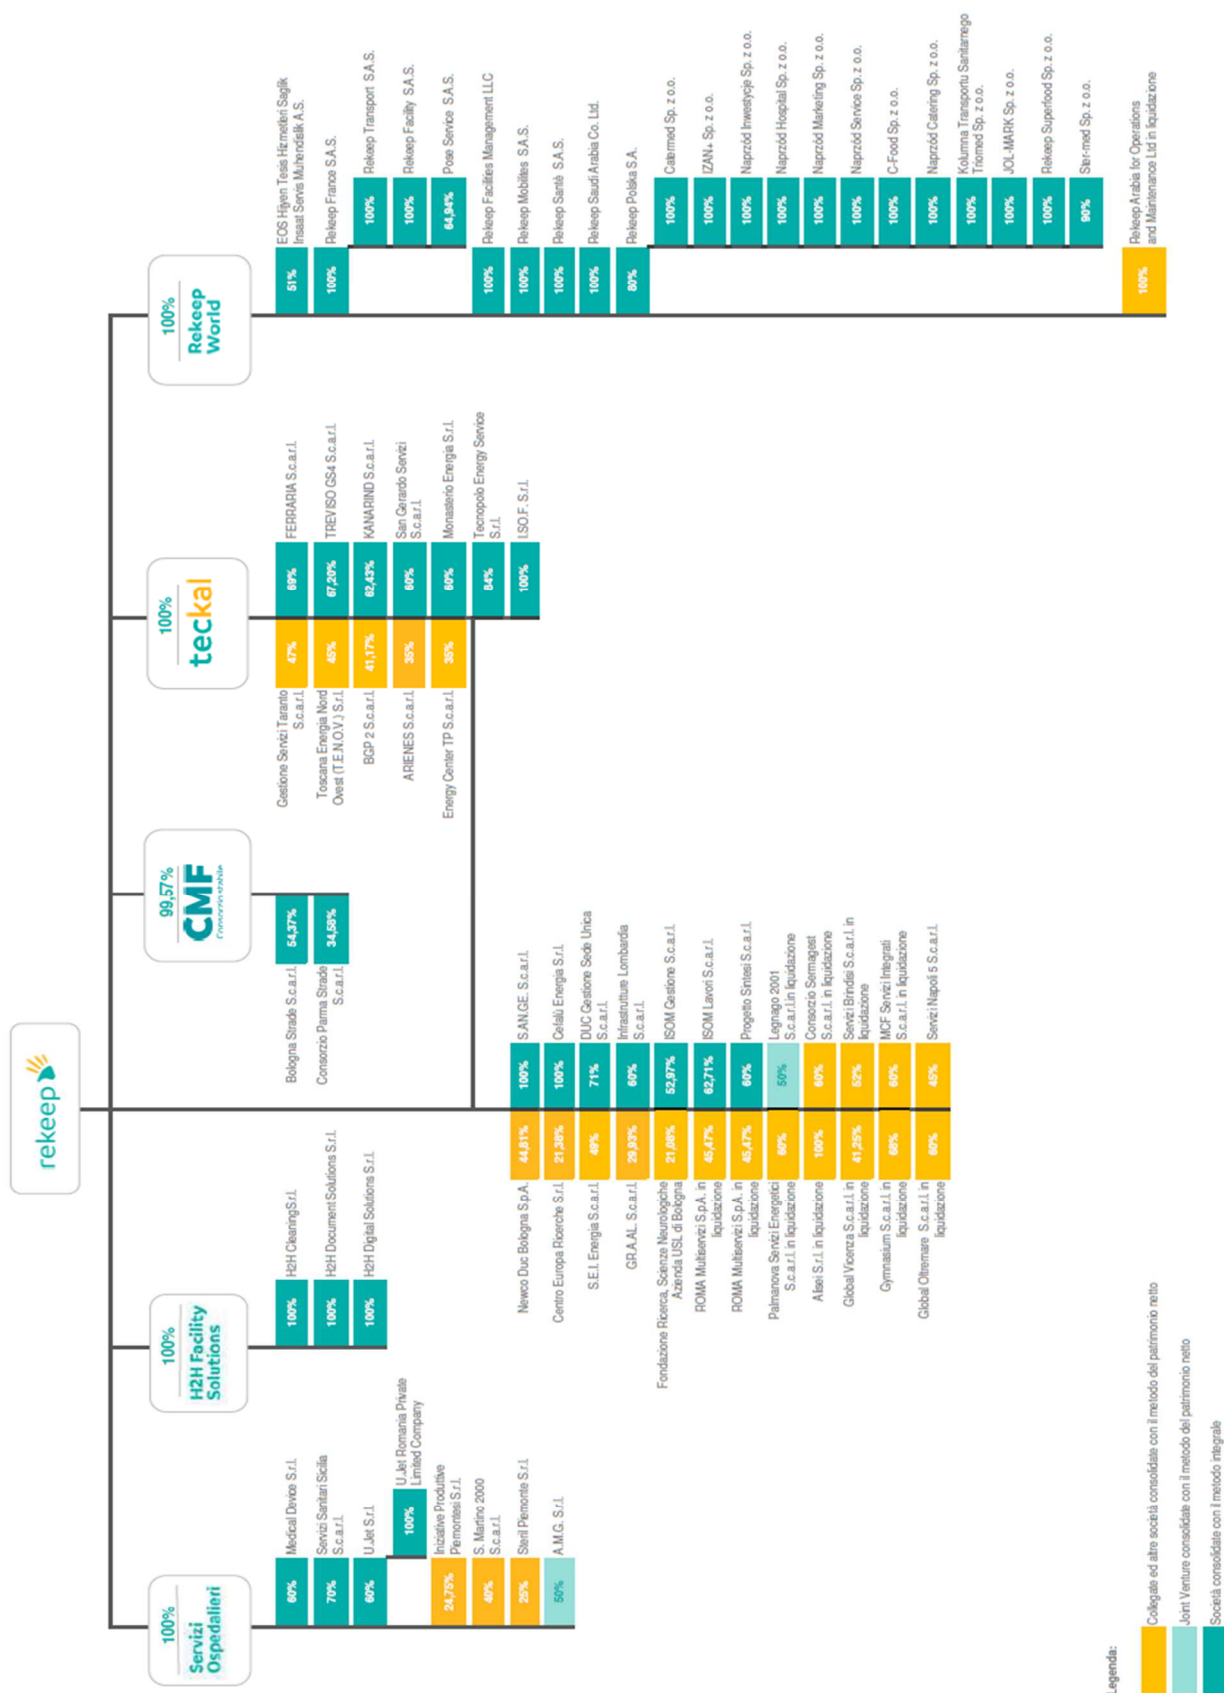 rekeep
100%
Servizi
Ospedalieri
60%
Medical Device S.r.l.
70%
Servizi Sanitari Sicilia
S.c.a.r.l.
60%
U.Jet S.r.l.
100%
U.Jet Romania Private
Limited Company
24,75%
Iniziative Produttive
Piemontesi S.r.l.
40%
S. Martino 2000
S.c.a.r.l.
25%
Steril Piemonte S.r.l.
50%
A.M.G. S.r.l.
100%
H2H Facility
Solutions
100%
H2H CleaningS.r.l.
100%
H2H Document Solutions S.r.l.
100%
H2H Digital Solutions S.r.l.
99,57%
CMF
Consorzio stabile
Bologna Strade S.c.a.r.l.
54,37%
Consorzio Parma Strade
S.c.a.r.l.
34,58%
100%
teckal
Gestione Servizi Taranto
S.c.a.r.l.
47%
69%
FERRARIA S.c.a.r.l.
Toscana Energia Nord
Ovest (T.E.N.O.V.) S.r.l.
45%
67,20%
TREVISO GS4 S.c.a.r.l.
BGP 2 S.c.a.r.l.
41,17%
62,43%
KANARIND S.c.a.r.l.
ARIENES S.c.a.r.l.
35%
60%
San Gerardo Servizi
S.c.a.r.l.
Energy Center TP S.c.a.r.l.
35%
60%
Monasterio Energia S.r.l.
84%
Tecnopolo Energy Service
S.r.l.
100%
I.SO.F. S.r.l.
100%
Rekeep
World
51%
EOS Hijyen Tesis Hizmetleri Saglik
Insaat Servis Muhendislik A.S.
100%
Rekeep France S.A.S.
100%
Rekeep Transport S.A.S.
100%
Rekeep Facility S.A.S.
64,94%
Pose Service S.A.S.
100%
Rekeep Facilities Management LLC
100%
Rekeep Mobilites S.A.S.
100%
Rekeep Santè S.A.S.
100%
Rekeep Saudi Arabia Co. Ltd.
80%
Rekeep Polska S.A.
100%
Catermed Sp. z o.o.
100%
IZAN+ Sp. z o.o.
100%
Naprzód Inwestycje Sp. z o.o.
100%
Naprzód Hospital Sp. z o.o.
100%
Naprzód Marketing Sp. z o.o.
100%
Naprzód Service Sp. z o.o.
100%
C-Food Sp. z o.o.
100%
Naprzód Catering Sp. z o.o.
100%
Kolumna Transportu Sanitarnego
Triomed Sp. z o.o.
100%
JOL-MARK Sp. z o.o.
100%
Rekeep Superfood Sp. z o.o.
90%
Ster-med Sp. z o.o.
100%
Rekeep Arabia for Operations
and Maintenance Ltd in liquidazione
Newco Duc Bologna S.p.A.
44,81%
100%
S.AN.GE. S.c.a.r.l.
Centro Europa Ricerche S.r.l.
21,38%
100%
Cefalù Energia S.r.l.
S.E.I. Energia S.c.a.r.l.
49%
71%
DUC Gestione Sede Unica
S.c.a.r.l.
GR.A.AL. S.c.a.r.l.
29,93%
60%
Infrastrutture Lombardia
S.c.a.r.l.
Fondazione Ricerca, Scienze Neurologiche
Azienda USL di Bologna
21,08%
52,97%
ISOM Gestione S.c.a.r.l.
ROMA Multiservizi S.p.A. in
liquidazione
45,47%
62,71%
ISOM Lavori S.c.a.r.l.
ROMA Multiservizi S.p.A. in
liquidazione
45,47%
60%
Progetto Sintesi S.c.a.r.l.
Palmanova Servizi Energetici
S.c.a.r.l. in liquidazione
60%
50%
Legnago 2001
S.c.a.r.l.in liquidazione
Alisei S.r.l. in liquidazione
100%
60%
Consorzio Sermagest
S.c.a.r.l. in liquidazione
Global Vicenza S.c.a.r.l. in
liquidazione
41,25%
52%
Servizi Brindisi S.c.a.r.l. in
liquidazione
Gymnasium S.c.a.r.l. in
liquidazione
68%
60%
MCF Servizi Integrati
S.c.a.r.l. in liquidazione
Global Oltremare S.c.a.r.l. in
liquidazione
60%
45%
Servizi Napoli 5 S.c.a.r.l.
Legenda:
Collegate ed altre società consolidate con il metodo del patrimonio netto
Joint Venture consolidate con il metodo del patrimonio netto
Società consolidate con il metodo integrale